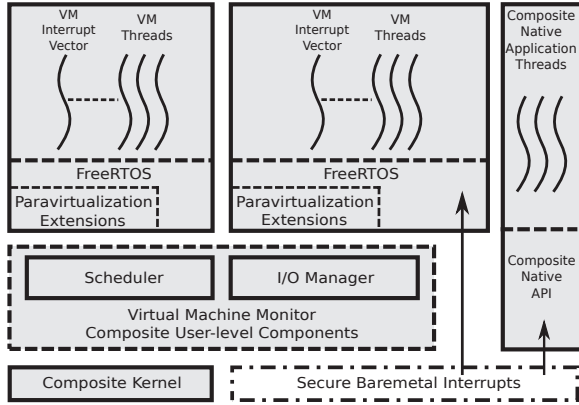 VM
Interrupt
Vector
VM
Threads
VM
Interrupt
Vector
VM
Threads
Composite
Native
Application
Threads
FreeRTOS
Paravirtualization
Extensions
FreeRTOS
Paravirtualization
Extensions
Composite
Native
API
Scheduler
I/O Manager
Virtual Machine Monitor
Composite User-level Components
Composite Kernel
Secure Baremetal Interrupts